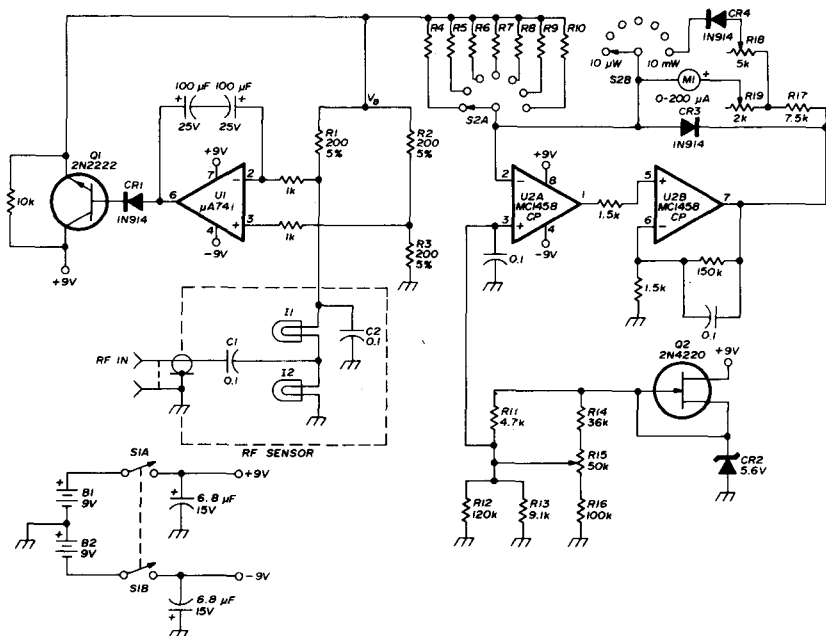 R4
R5
R6
R7
R8
R9
R10
S2A
CR4
1N914
R18
5k
10 µW
10 mW
S2B
M1
+
0-200 µA
R19
2k
R17
7.5k
CR3
1N914
100 µF
100 µF
+
+
25V
25V
V_B
R1
200
5%
R2
200
5%
R3
200
5%
Q1
2N2222
10k
+9V
CR1
1N914
+9V
7
2
6
U1
µA741
3
4
-9V
1k
1k
+9V
8
2
U2A
MC1458
CP
1
3
4
-9V
0.1
1.5k
5
U2B
MC1458
CP
7
6
1.5k
150k
0.1
I1
C2
0.1
RF IN
C1
0.1
I2
RF SENSOR
Q2
2N4220
+9V
R11
4.7k
R14
36k
R15
50k
R12
120k
R13
9.1k
R16
100k
CR2
5.6V
S1A
+9V
+
B1
9V
+
6.8 µF
15V
+
B2
9V
S1B
-9V
6.8 µF
15V
+